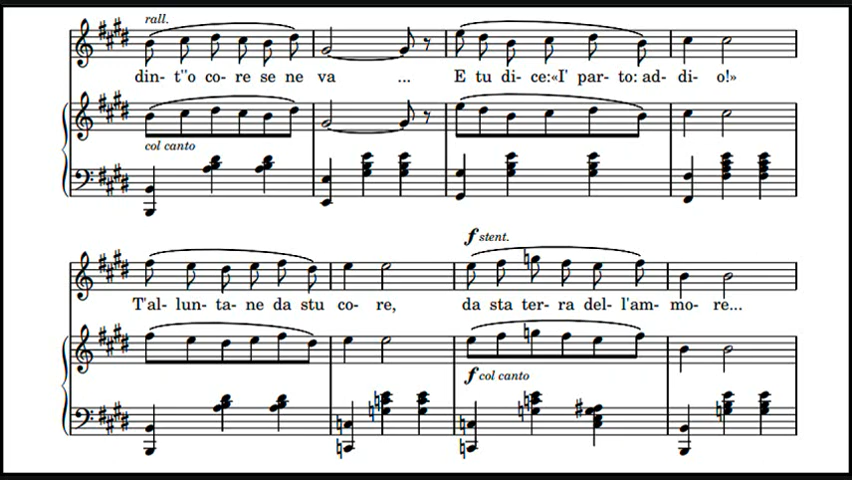 rall.
din- t''o co- re se ne va ... E tu di- ce:«I' par- to: ad- di- o!»
col canto
f stent.
T'al- lun- ta- ne da stu co- re, da sta ter- ra del- l'am- mo- re...
f col canto